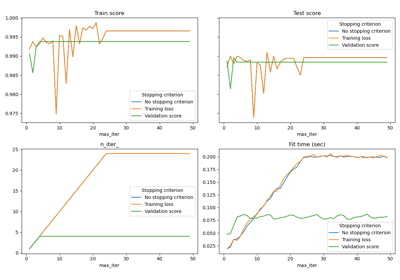 Train score
Test score
1.000
0.995
0.990
0.985
0.980
0.975
Stopping criterion
No stopping criterion
Training loss
Validation score
0 10 20 30 40 50
max_iter
Stopping criterion
No stopping criterion
Training loss
Validation score
0 10 20 30 40 50
max_iter
n_iter_
Fit time (sec)
25
20
15
10
5
0
Stopping criterion
No stopping criterion
Training loss
Validation score
0 10 20 30 40 50
max_iter
0.200
0.175
0.150
0.125
0.100
0.075
0.050
0.025
Stopping criterion
No stopping criterion
Training loss
Validation score
0 10 20 30 40 50
max_iter